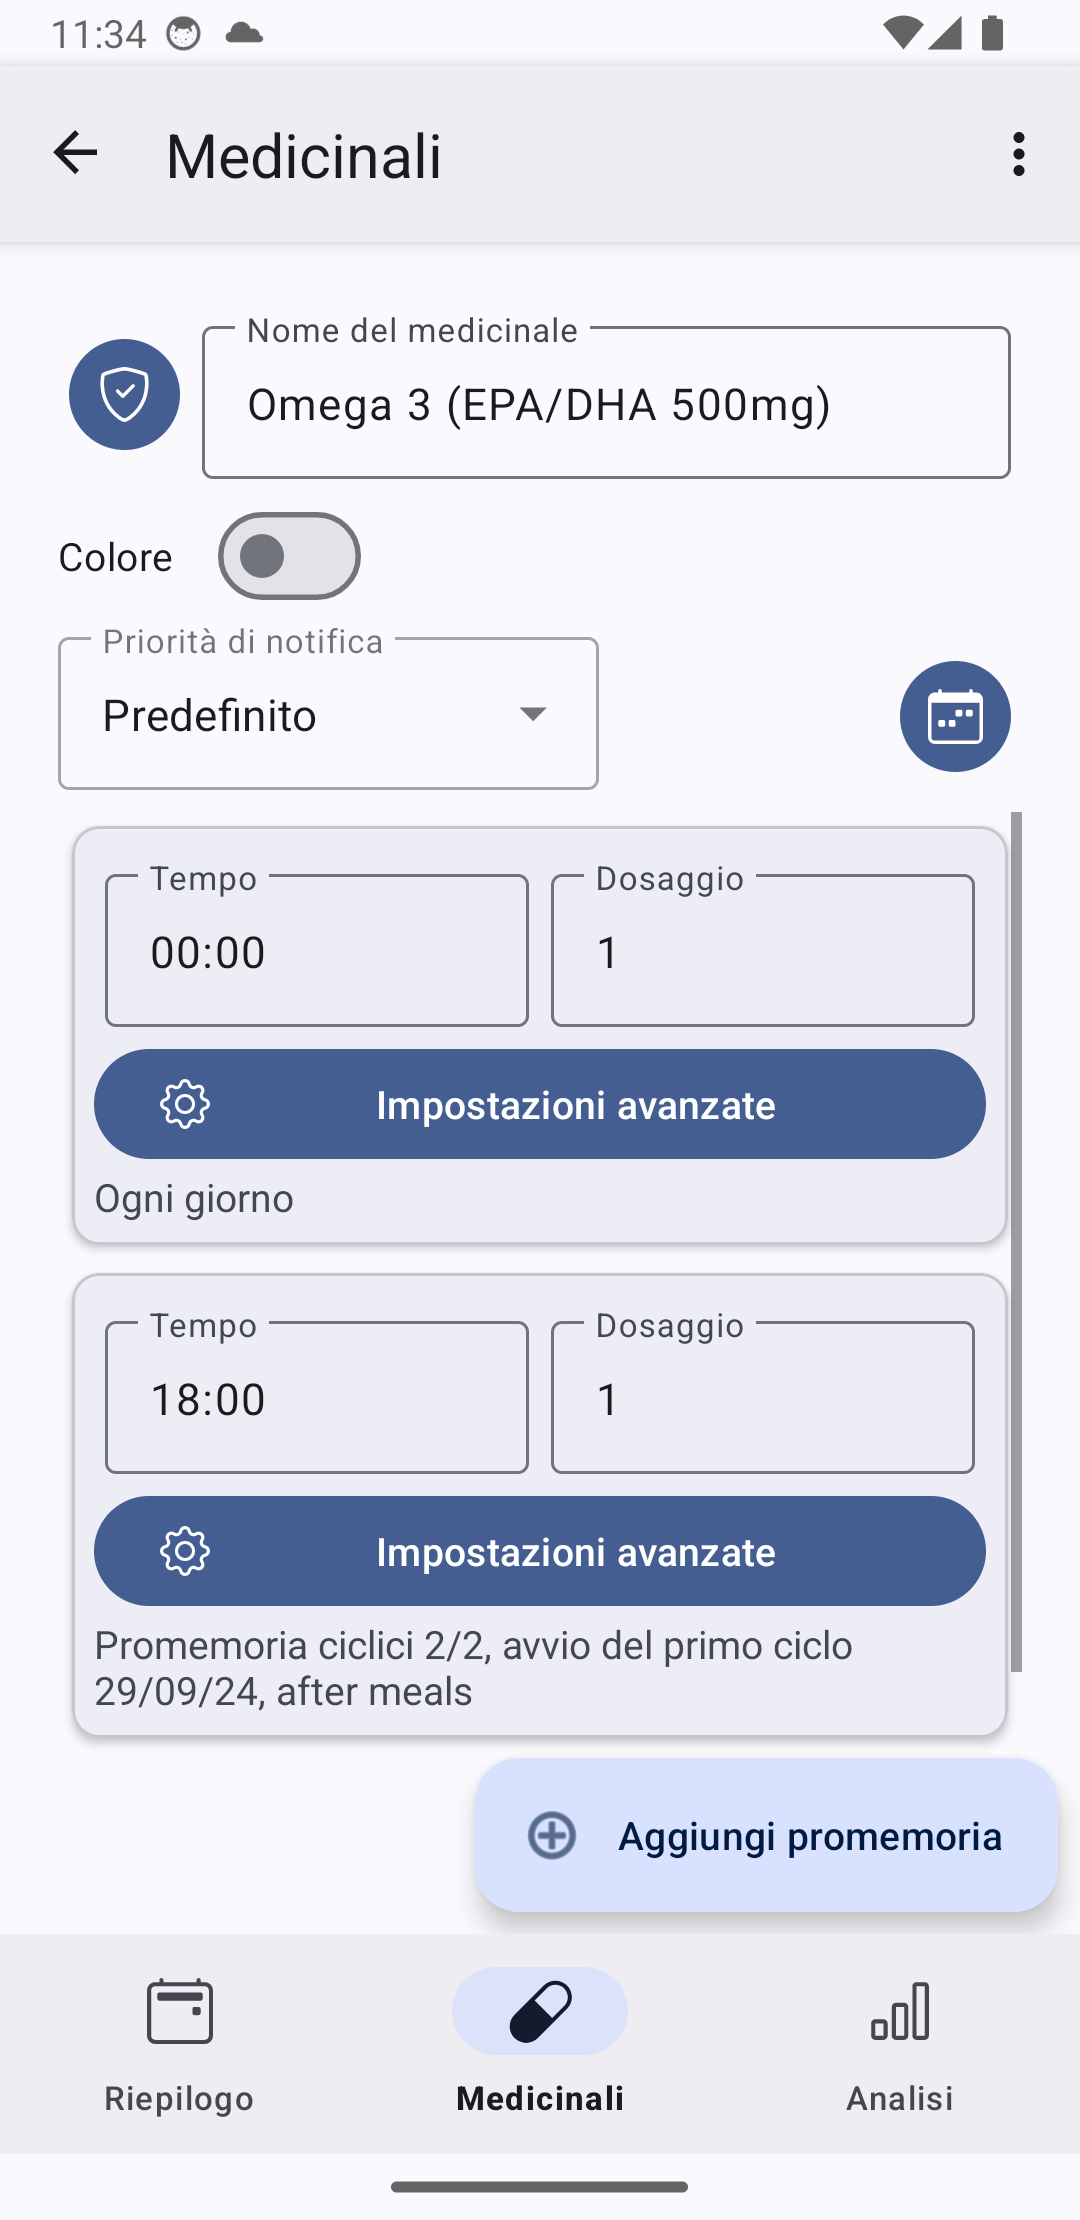 11:34
Medicinali
Nome del medicinale
Omega 3 (EPA/DHA 500mg)
Colore
Priorità di notifica
Predefinito
Tempo
Dosaggio
00:00
1
Impostazioni avanzate
Ogni giorno
Tempo
Dosaggio
18:00
1
Impostazioni avanzate
Promemoria ciclici 2/2, avvio del primo ciclo
29/09/24, after meals
Aggiungi promemoria
Riepilogo
Medicinali
Analisi